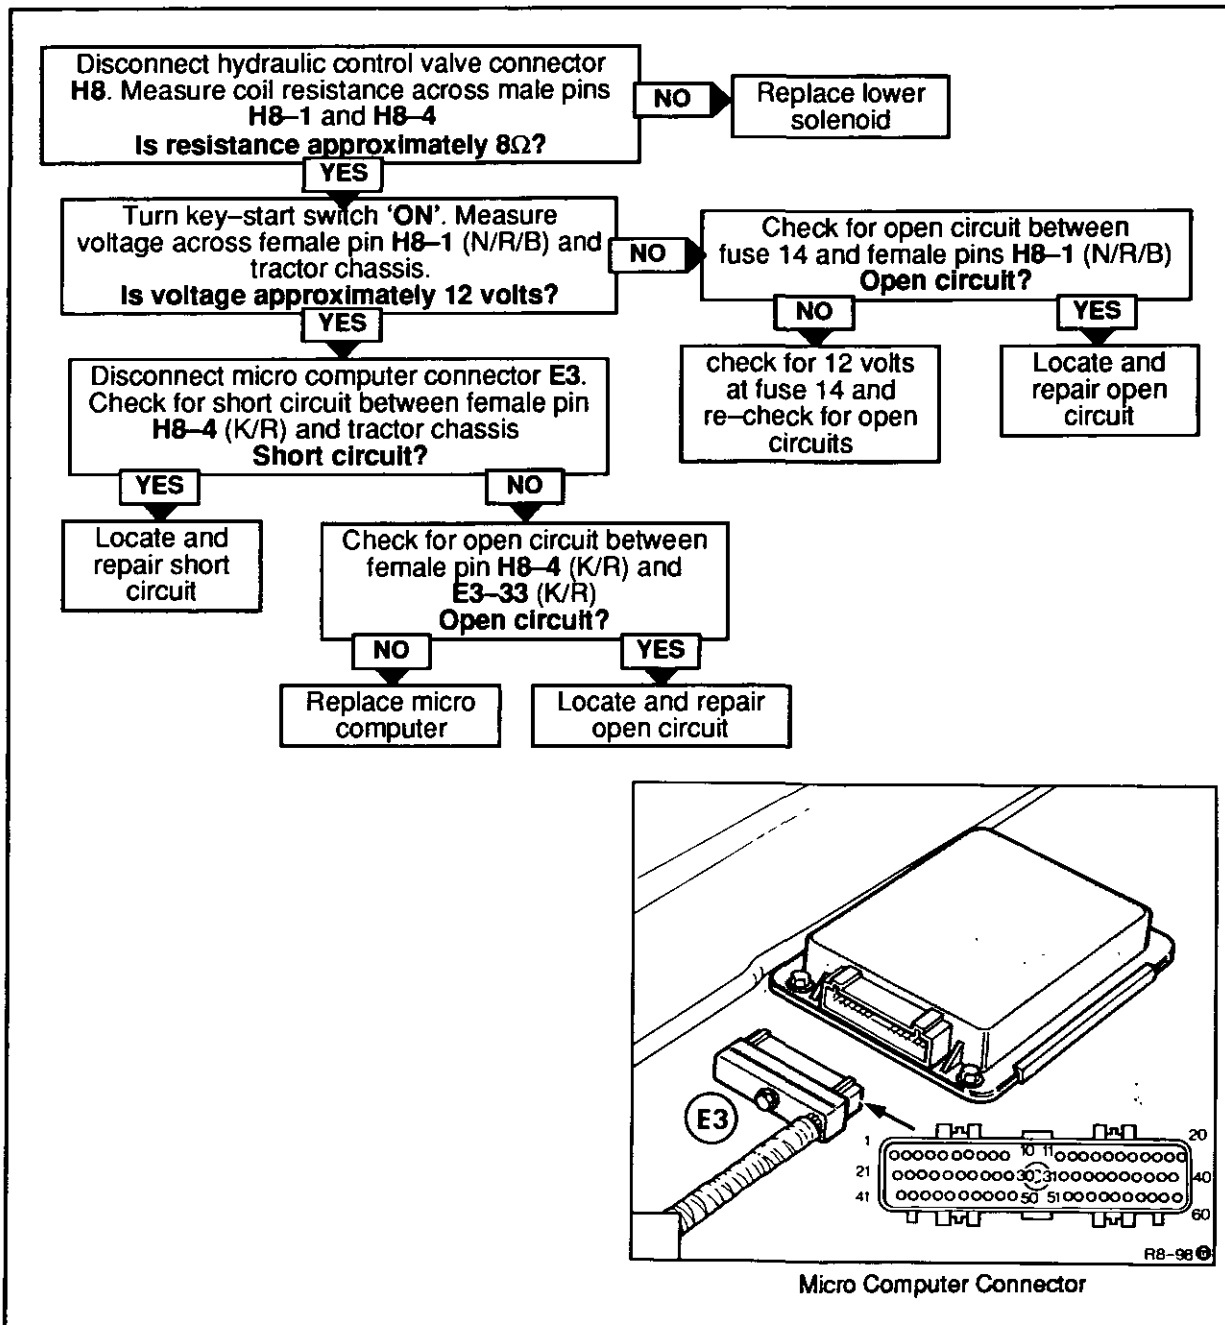 Disconnect hydraulic control valve connector
H8. Measure coil resistance across male pins
H8–1 and H8–4
Is resistance approximately 8Ω?
NO
Replace lower
solenoid
YES
Turn key–start switch ‘ON’. Measure
voltage across female pin H8–1 (N/R/B) and
tractor chassis.
Is voltage approximately 12 volts?
NO
Check for open circuit between
fuse 14 and female pins H8–1 (N/R/B)
Open circuit?
YES
NO
YES
Disconnect micro computer connector E3.
Check for short circuit between female pin
H8–4 (K/R) and tractor chassis
Short circuit?
check for 12 volts
at fuse 14 and
re–check for open
circuits
Locate and
repair open
circuit
YES
NO
Locate and
repair short
circuit
Check for open circuit between
female pin H8–4 (K/R) and
E3–33 (K/R)
Open circuit?
NO
YES
Replace micro
computer
Locate and repair
open circuit
E3
1
10 11
20
21
30 31
40
41
50 51
60
R8-98
Micro Computer Connector